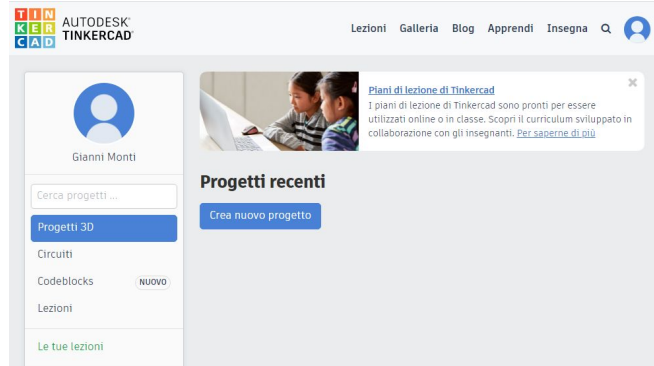 TIN
KER
CAD
AUTODESK®
TINKERCAD®
Lezioni Galleria Blog Apprendi Insegna
Gianni Monti
Cerca progetti ...
Progetti 3D
Circuiti
Codeblocks NUOVO
Lezioni
Le tue lezioni
Piani di lezione di Tinkercad
I piani di lezione di Tinkercad sono pronti per essere
utilizzati online o in classe. Scopri il curriculum sviluppato in
collaborazione con gli insegnanti. Per saperne di più
Progetti recenti
Crea nuovo progetto